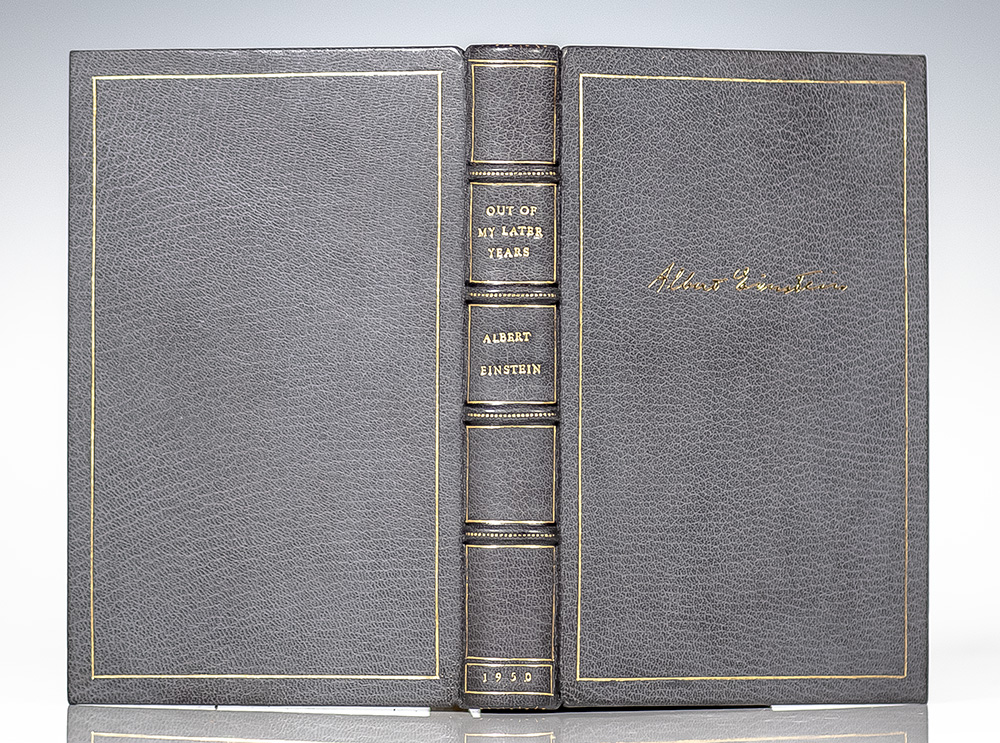 OUT OF
MY LATER
YEARS
ALBERT
EINSTEIN
1950
Albert Einstein